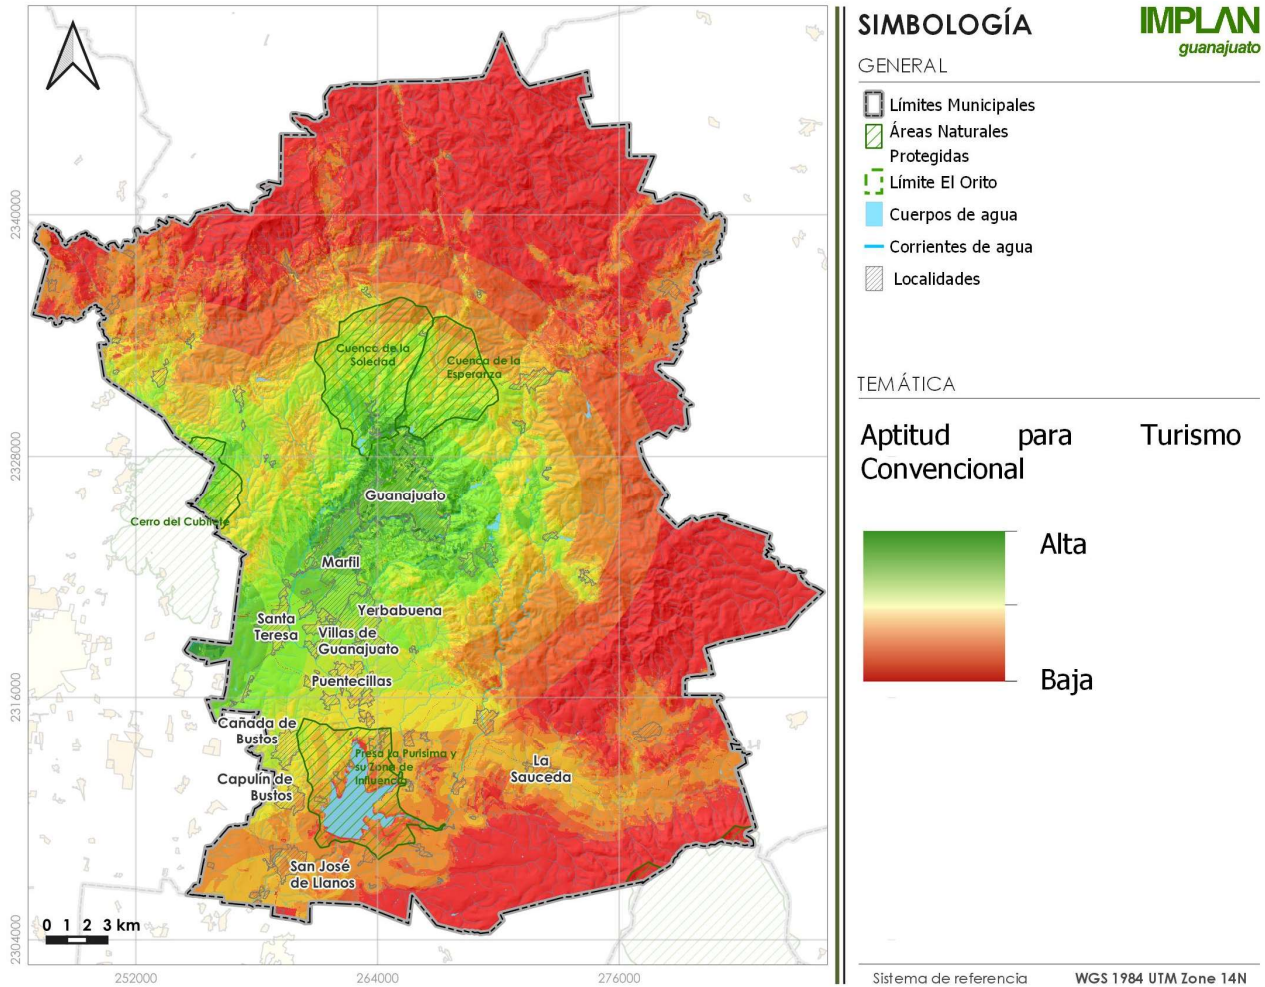 SIMBOLOGÍA
IMPLAN
guanajuato
GENERAL
Límites Municipales
Áreas Naturales
Protegidas
Límite El Orito
Cuerpos de agua
Corrientes de agua
Localidades
TEMÁTICA
Aptitud para Turismo
Convencional
Alta
Baja
Sistema de referencia WGS 1984 UTM Zone 14N
2340000
2328000
2316000
2304000
252000 264000 276000
0 1 2 3 km
Cuenca de la
Soledad
Cuenca de la
Esperanza
Guanajuato
Cerro del Cubilete
Marfil
Yerbabuena
Santa
Teresa
Villas de
Guanajuato
Puentecillas
Cañada de
Bustos
Presa La Purísima y
su Zona de
Influencia
La
Sauceda
Capulín de
Bustos
San José
de Llanos